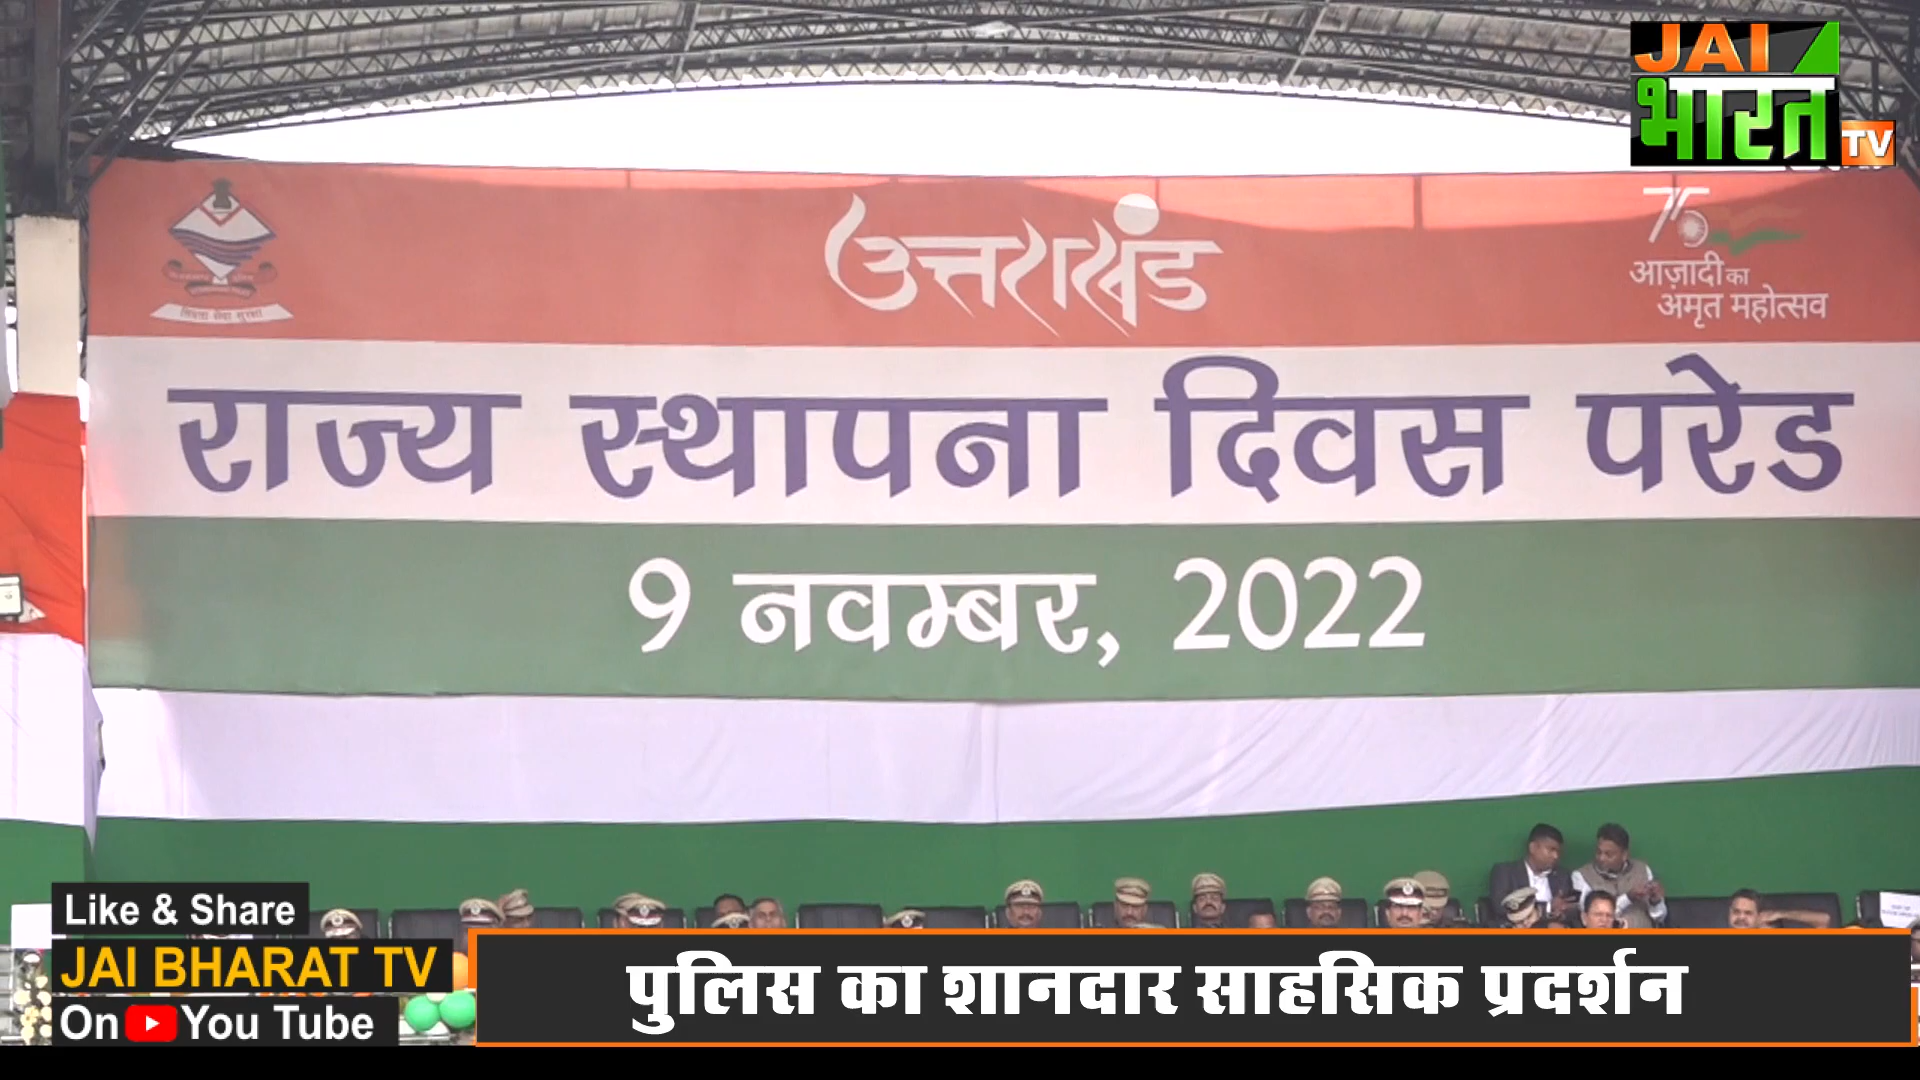 JAI
भारत
TV
उत्तराखंड
75
आज़ादी का
अमृत महोत्सव
राज्य स्थापना दिवस परेड
9 नवम्बर, 2022
Like & Share
JAI BHARAT TV
On You Tube
पुलिस का शानदार साहसिक प्रदर्शन